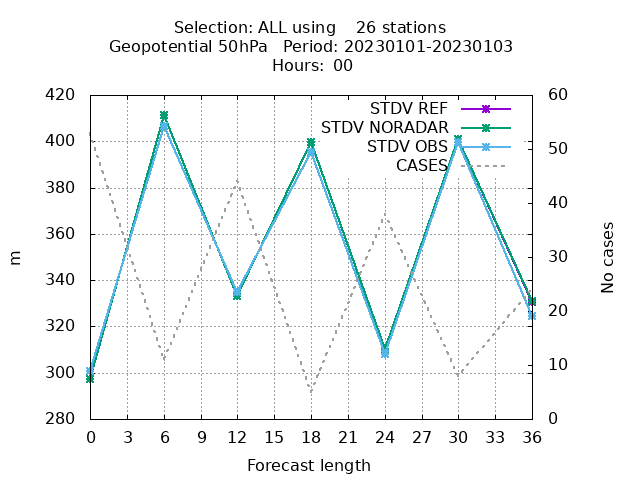 Selection: ALL using    26 stations
Geopotential 50hPa   Period: 20230101-20230103
Hours:  00
STDV REF
STDV NORADAR
STDV OBS
CASES
420
400
380
360
340
320
300
280
m
60
50
40
30
20
10
0
No cases
0 3 6 9 12 15 18 21 24 27 30 33 36
Forecast length